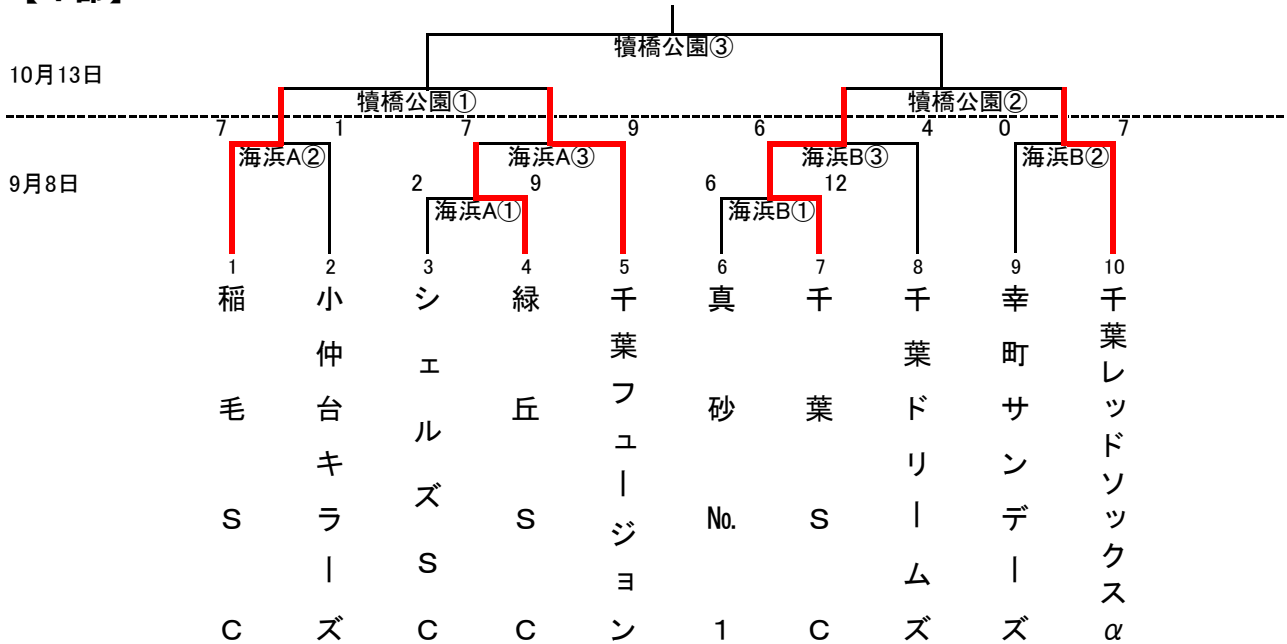 犢橋公園③
10月13日
犢橋公園① 犢橋公園②
7 1 7 9 6 4 0 7
海浜A② 海浜A③ 海浜B③ 海浜B②
9月8日
2 9 6 12
海浜A① 海浜B①
1 2 3 4 5 6 7 8 9 10
稲毛SC
小仲台キラーズ
シェルズSC
緑丘SC
千葉フュージョン
真砂№1
千葉SC
千葉ドリームズ
幸町サンデーズ
千葉レッドソックスα